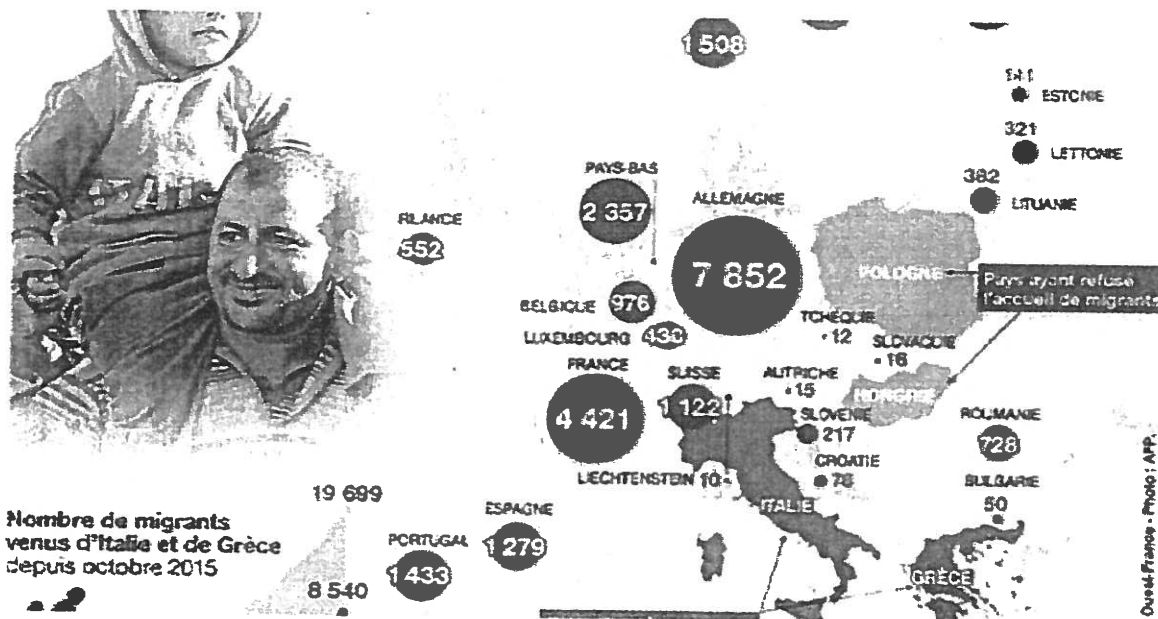 1 508
ESTONIE
321
LETTONIE
382
LITUANIE
PAYS-BAS
2 357
ALLEMAGNE
7 852
IRLANDE
552
POLOGNE
Pays ayant refusé
l'accueil de migrants
BELGIQUE 976
LUXEMBOURG 430
TCHÉQUIE
12
SLOVAQUIE
16
FRANCE
4 421
SUISSE
1 122
AUTRICHE
15
HONGRIE
SLOVÉNIE
217
ROUMANIE
728
CROATIE
78
LIECHTENSTEIN 10
BULGARIE
50
ITALIE
GRÈCE
19 699
Nombre de migrants
venus d'Italie et de Grèce
depuis octobre 2015
8 540
PORTUGAL
1 433
ESPAGNE
1 279
Ouest-France - Photo : AFP.